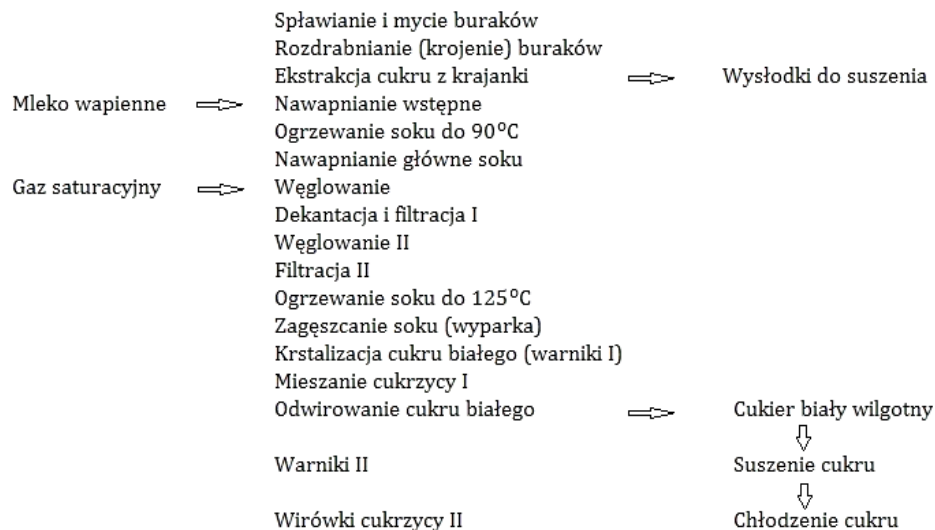 Spławianie i mycie buraków
Rozdrabnianie (krojenie) buraków
Ekstrakcja cukru z krajanki Wysłodki do suszenia
Mleko wapienne Nawapnianie wstępne
Ogrzewanie soku do 90°C
Nawapnianie główne soku
Gaz saturacyjny Węglowanie
Dekantacja i filtracja I
Węglowanie II
Filtracja II
Ogrzewanie soku do 125°C
Zagęszcanie soku (wyparka)
Krstalizacja cukru białego (warniki I)
Mieszanie cukrzycy I
Odwirowanie cukru białego Cukier biały wilgotny
Warniki II Suszenie cukru
Wirówki cukrzycy II Chłodzenie cukru